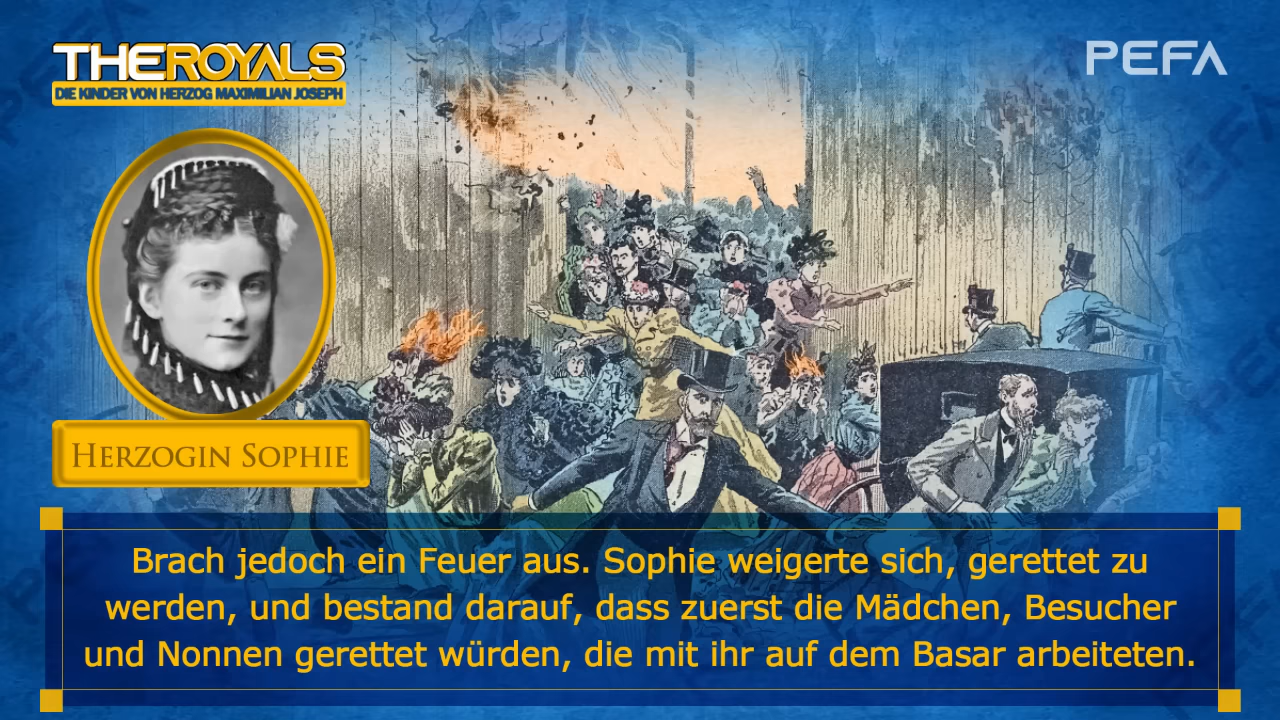 THEROYALS
DIE KINDER VON HERZOG MAXIMILIAN JOSEPH
PEFA
HERZOGIN SOPHIE
Brach jedoch ein Feuer aus. Sophie weigerte sich, gerettet zu
werden, und bestand darauf, dass zuerst die Mädchen, Besucher
und Nonnen gerettet würden, die mit ihr auf dem Basar arbeiteten.